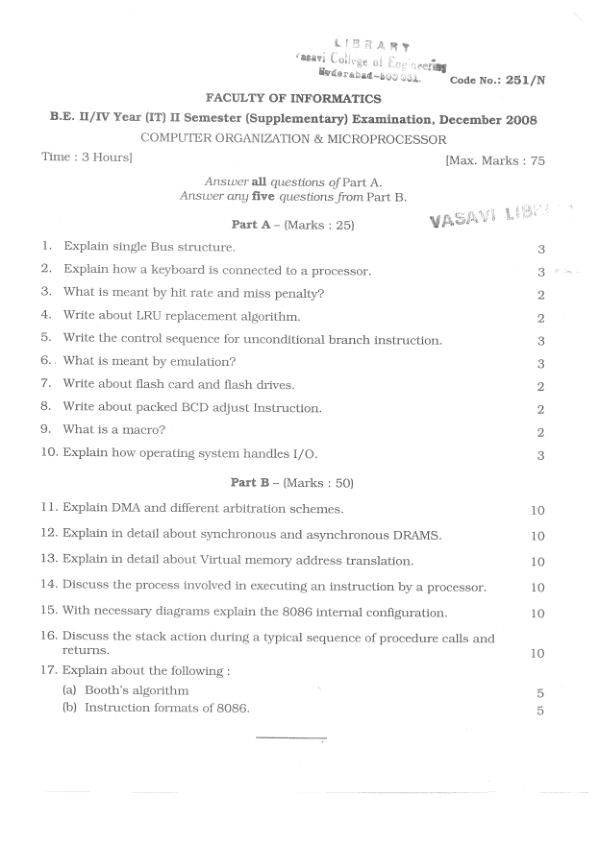 LIBRARY
Vasavi College of Engineering
Hyderabad-500 031.
Code No.: 251/N
FACULTY OF INFORMATICS
B.E. II/IV Year (IT) II Semester (Supplementary) Examination, December 2008
COMPUTER ORGANIZATION & MICROPROCESSOR
Time : 3 Hours] [Max. Marks : 75
Answer all questions of Part A.
Answer any five questions from Part B.
VASAVI
Part A – (Marks : 25)
1. Explain single Bus structure. 3
2. Explain how a keyboard is connected to a processor. 3
3. What is meant by hit rate and miss penalty? 2
4. Write about LRU replacement algorithm. 2
5. Write the control sequence for unconditional branch instruction. 3
6. What is meant by emulation? 3
7. Write about flash card and flash drives. 2
8. Write about packed BCD adjust Instruction. 2
9. What is a macro? 2
10. Explain how operating system handles I/O. 3
Part B – (Marks : 50)
11. Explain DMA and different arbitration schemes. 10
12. Explain in detail about synchronous and asynchronous DRAMS. 10
13. Explain in detail about Virtual memory address translation. 10
14. Discuss the process involved in executing an instruction by a processor. 10
15. With necessary diagrams explain the 8086 internal configuration. 10
16. Discuss the stack action during a typical sequence of procedure calls and
returns. 10
17. Explain about the following :
(a) Booth's algorithm 5
(b) Instruction formats of 8086. 5